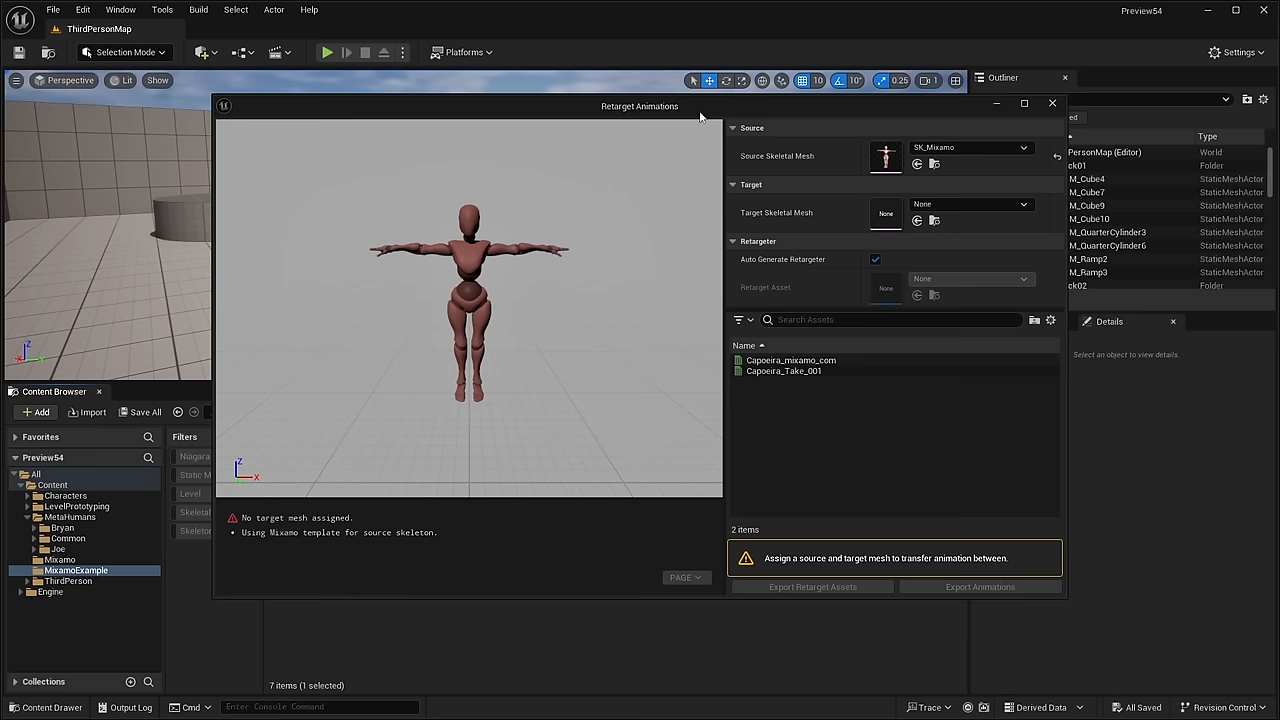 File Edit Window Tools Build Select Actor Help
Preview54
ThirdPersonMap
Selection Mode
Platforms
Settings
Perspective Lit Show
10 10° 0.25 1
Outliner
Retarget Animations
ed
Type
PersonMap (Editor) World
ck01 Folder
M_Cube4 StaticMeshActor
M_Cube7 StaticMeshActor
M_Cube9 StaticMeshActor
M_Cube10 StaticMeshActor
M_QuarterCylinder3 StaticMeshActor
M_QuarterCylinder6 StaticMeshActor
M_Ramp2 StaticMeshActor
M_Ramp3 StaticMeshActor
ck02 Folder
Source
Source Skeletal Mesh
SK_Mixamo
Target
Target Skeletal Mesh
None
None
Retargeter
Auto Generate Retargeter
Retarget Asset
None
None
Search Assets
Name
Capoeira_mixamo_com
Capoeira_Take_001
2 items
Assign a source and target mesh to transfer animation between.
Export Retarget Assets Export Animations
Z
X
No target mesh assigned.
• Using Mixamo template for source skeleton.
PAGE
Details
Select an object to view details.
Z
X Y
Content Browser
Add Import Save All
Favorites
Preview54
All
Content
Characters
LevelPrototyping
MetaHumans
Bryan
Common
Joe
Mixamo
MixamoExample
ThirdPerson
Engine
Collections
Filters
Niagara
Static M
Level
Skeletal
Skeleton
7 items (1 selected)
Content Drawer Output Log Cmd Enter Console Command
Trace Derived Data All Saved Revision Control